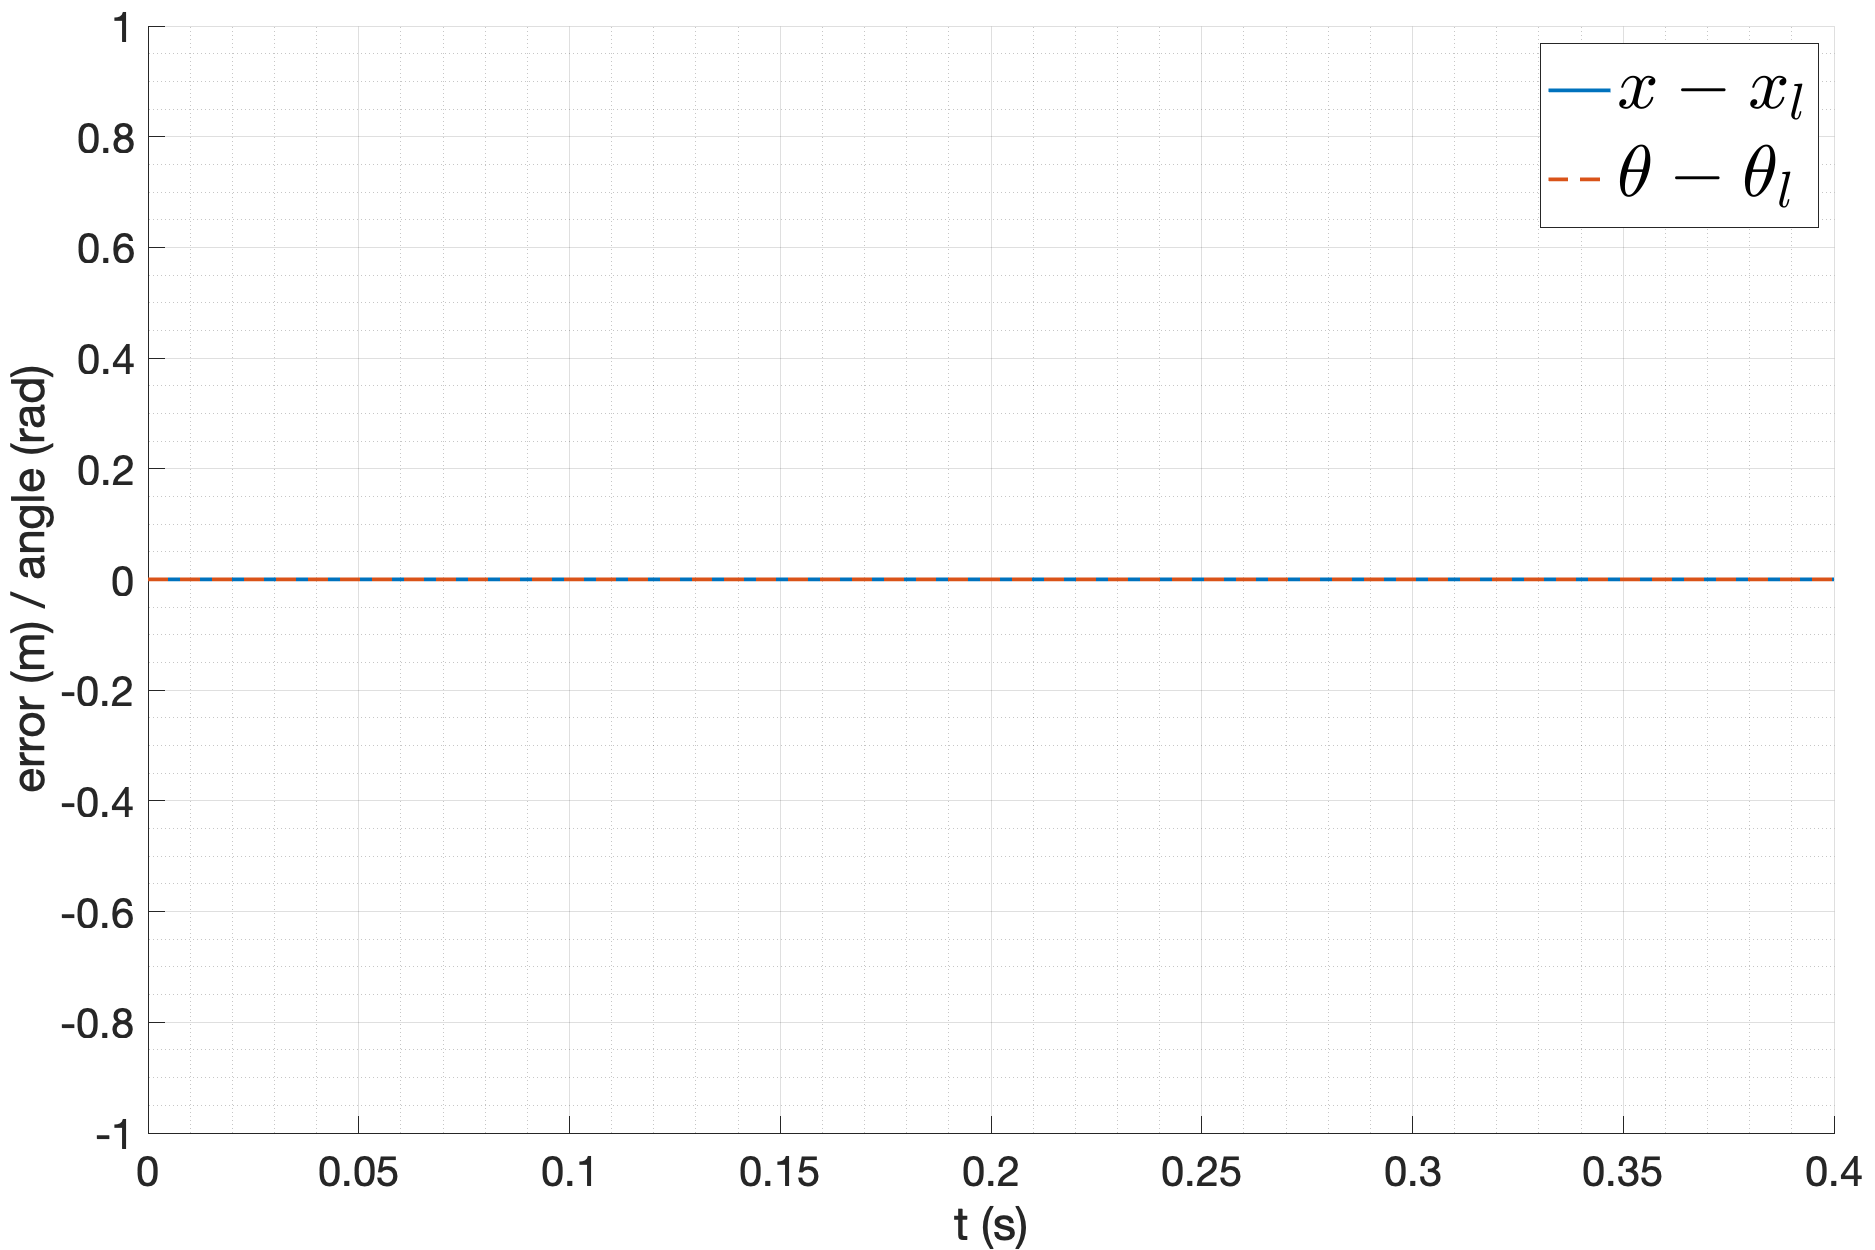 1
0.8
0.6
0.4
0.2
0
-0.2
-0.4
-0.6
-0.8
-1
error (m) / angle (rad)
x − x_l
θ − θ_l
0 0.05 0.1 0.15 0.2 0.25 0.3 0.35 0.4
t (s)